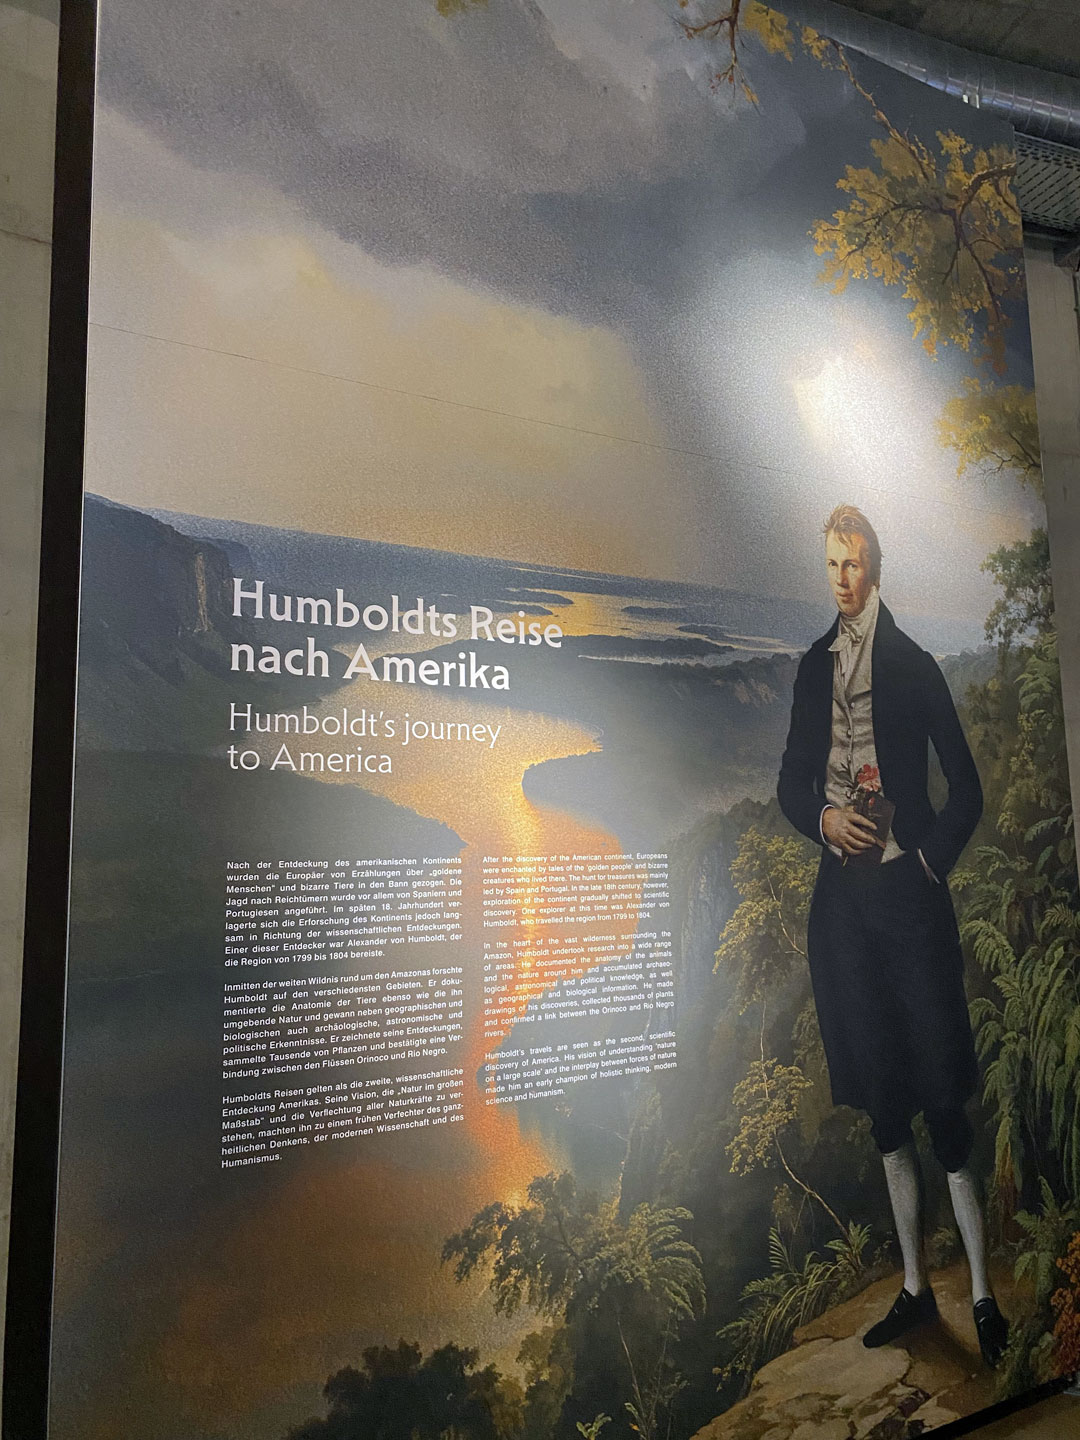 Humboldts Reise
nach Amerika
Humboldt's journey
to America
Nach der Entdeckung des amerikanischen Kontinents
wurden die Europäer von Erzählungen über „goldene
Menschen“ und bizarre Tiere in den Bann gezogen. Die
Jagd nach Reichtümern wurde vor allem von Spaniern und
Portugiesen angeführt. Im späten 18. Jahrhundert ver-
lagerte sich die Erforschung des Kontinents jedoch lang-
sam in Richtung der wissenschaftlichen Entdeckungen.
Einer dieser Entdecker war Alexander von Humboldt, der
die Region von 1799 bis 1804 bereiste.
Inmitten der weiten Wildnis rund um den Amazonas forschte
Humboldt auf den verschiedensten Gebieten. Er doku-
mentierte die Anatomie der Tiere ebenso wie die ihn
umgebende Natur und gewann neben geographischen und
biologischen auch archäologische, astronomische und
politische Erkenntnisse. Er zeichnete seine Entdeckungen,
sammelte Tausende von Pflanzen und bestätigte eine Ver-
bindung zwischen den Flüssen Orinoco und Rio Negro.
Humboldts Reisen gelten als die zweite, wissenschaftliche
Entdeckung Amerikas. Seine Vision, die „Natur im großen
Maßstab“ und die Verflechtung aller Naturkräfte zu ver-
stehen, machten ihn zu einem frühen Verfechter des ganz-
heitlichen Denkens, der modernen Wissenschaft und des
Humanismus.
After the discovery of the American continent, Europeans
were enchanted by tales of the 'golden people' and bizarre
creatures who lived there. The hunt for treasures was mainly
led by Spain and Portugal. In the late 18th century, however,
exploration of the continent gradually shifted to scientific
discovery. One explorer at this time was Alexander von
Humboldt, who travelled the region from 1799 to 1804.
In the heart of the vast wilderness surrounding the
Amazon, Humboldt undertook research into a wide range
of areas. He documented the anatomy of the animals
and the nature around him and accumulated archaeo-
logical, astronomical and political knowledge, as well
as geographical and biological information. He made
drawings of his discoveries, collected thousands of plants
and confirmed a link between the Orinoco and Rio Negro
rivers.
Humboldt's travels are seen as the second, scientific
discovery of America. His vision of understanding 'nature
on a large scale' and the interplay between forces of nature
made him an early champion of holistic thinking, modern
science and humanism.